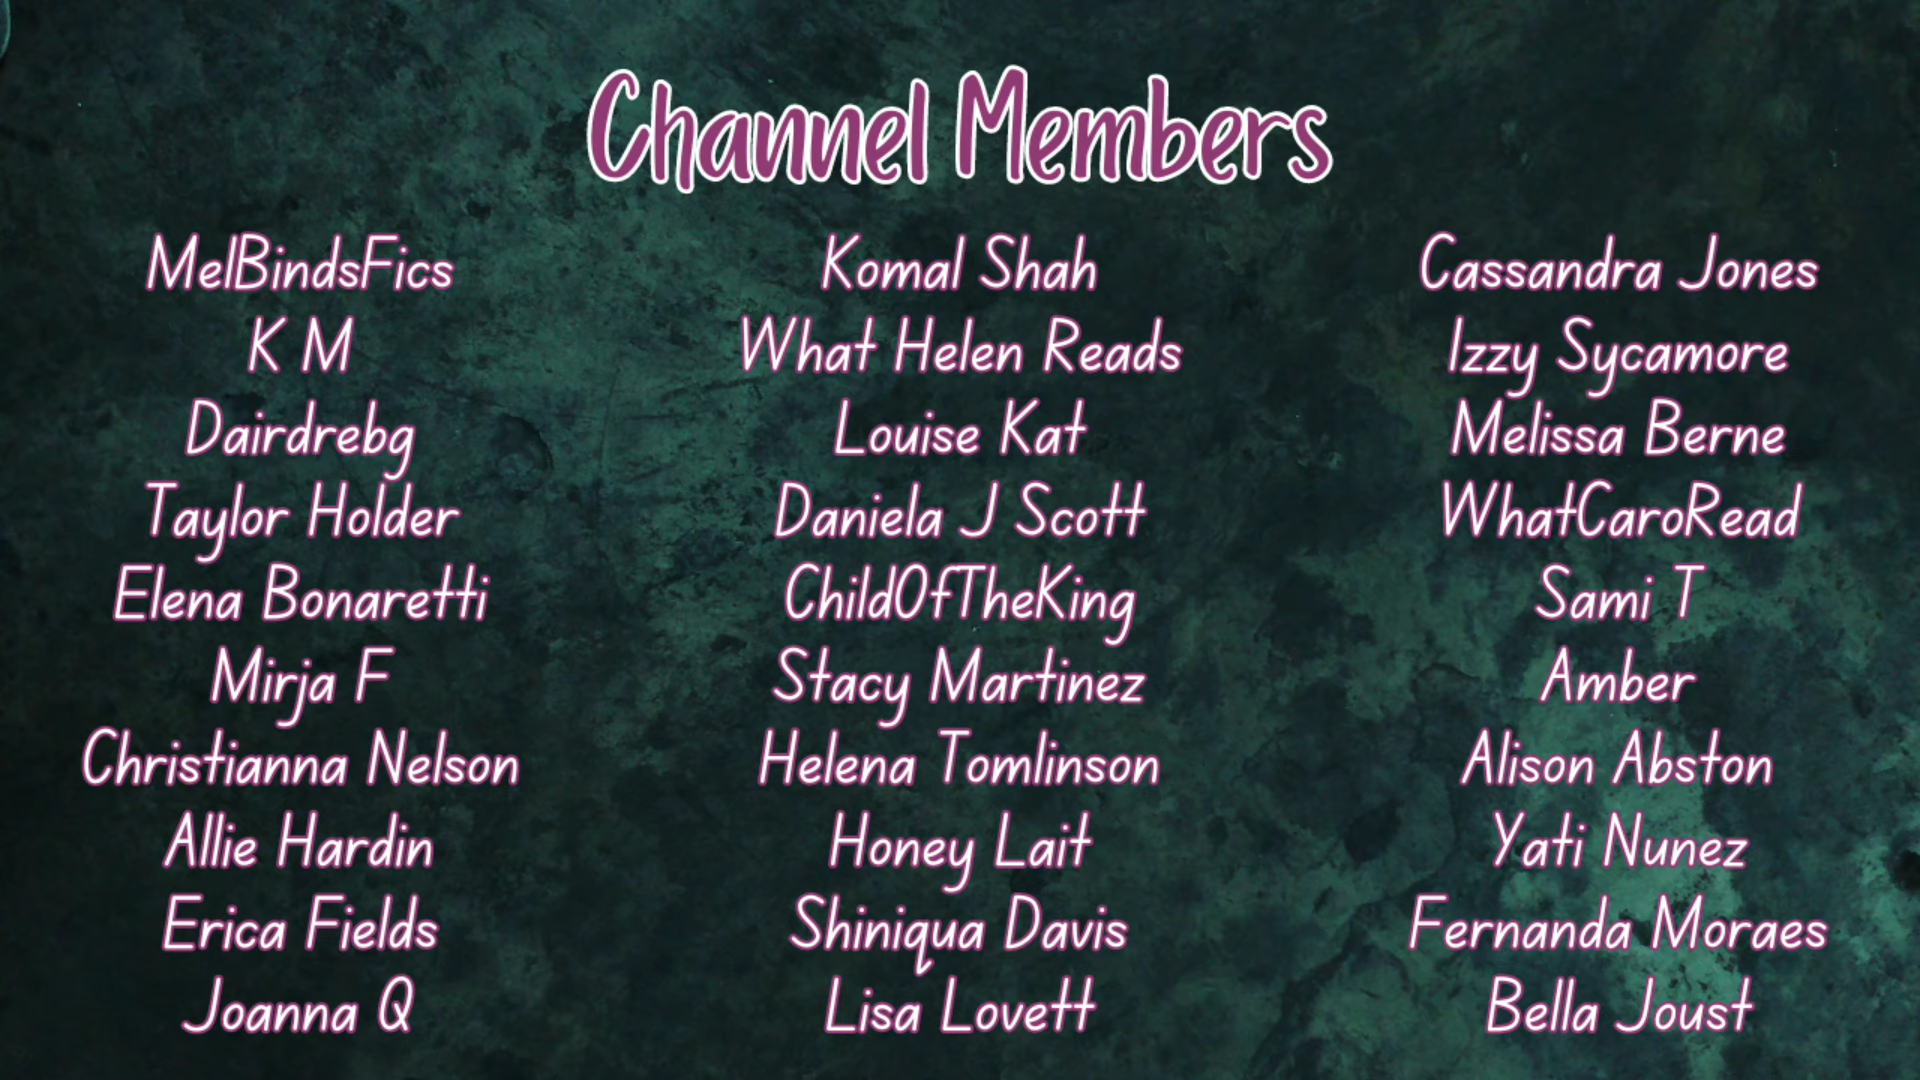 Channel Members
MelBindsFics
K M
Dairdrebg
Taylor Holder
Elena Bonaretti
Mirja F
Christianna Nelson
Allie Hardin
Erica Fields
Joanna Q
Komal Shah
What Helen Reads
Louise Kat
Daniela J Scott
ChildOfTheKing
Stacy Martinez
Helena Tomlinson
Honey Lait
Shiniqua Davis
Lisa Lovett
Cassandra Jones
Izzy Sycamore
Melissa Berne
WhatCaroRead
Sami T
Amber
Alison Abston
Yati Nunez
Fernanda Moraes
Bella Joust